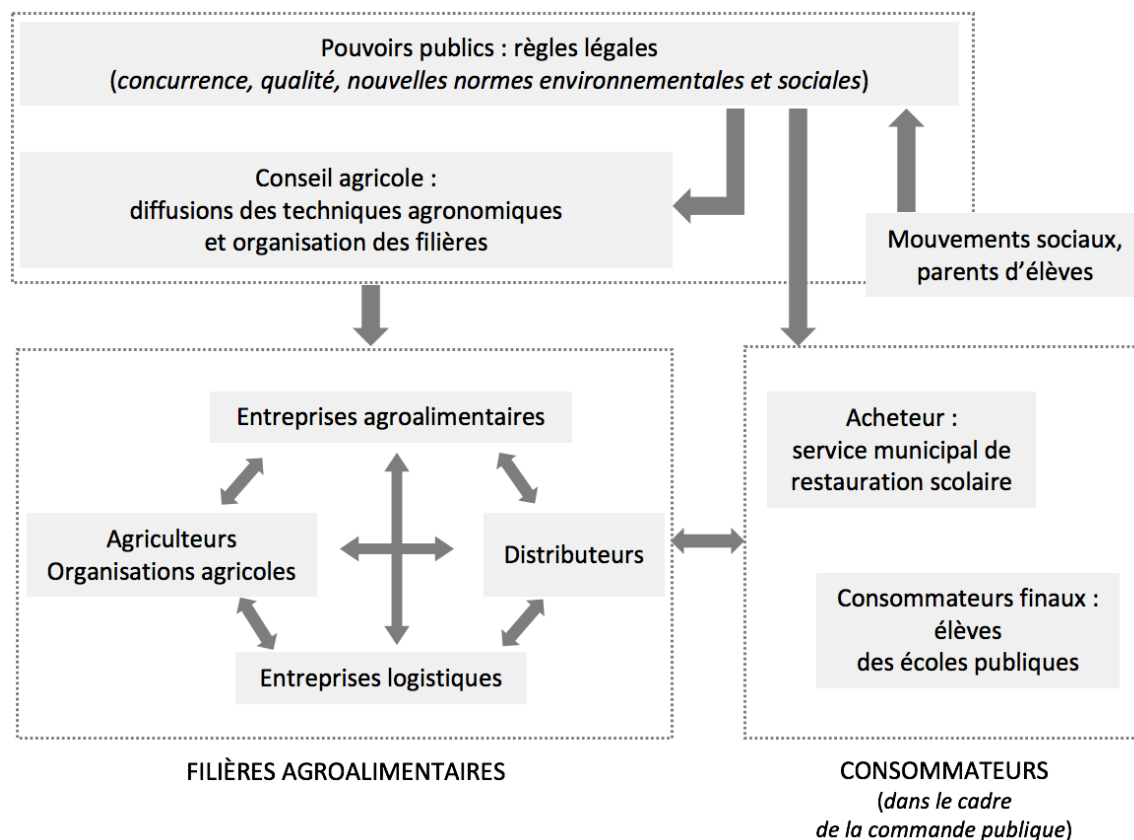 Pouvoirs publics : règles légales
(concurrence, qualité, nouvelles normes environnementales et sociales)
Conseil agricole :
diffusions des techniques agronomiques
et organisation des filières
Mouvements sociaux,
parents d’élèves
Entreprises agroalimentaires
Agriculteurs
Organisations agricoles
Distributeurs
Entreprises logistiques
Acheteur :
service municipal de
restauration scolaire
Consommateurs finaux :
élèves
des écoles publiques
FILIÈRES AGROALIMENTAIRES
CONSOMMATEURS
(dans le cadre
de la commande publique)